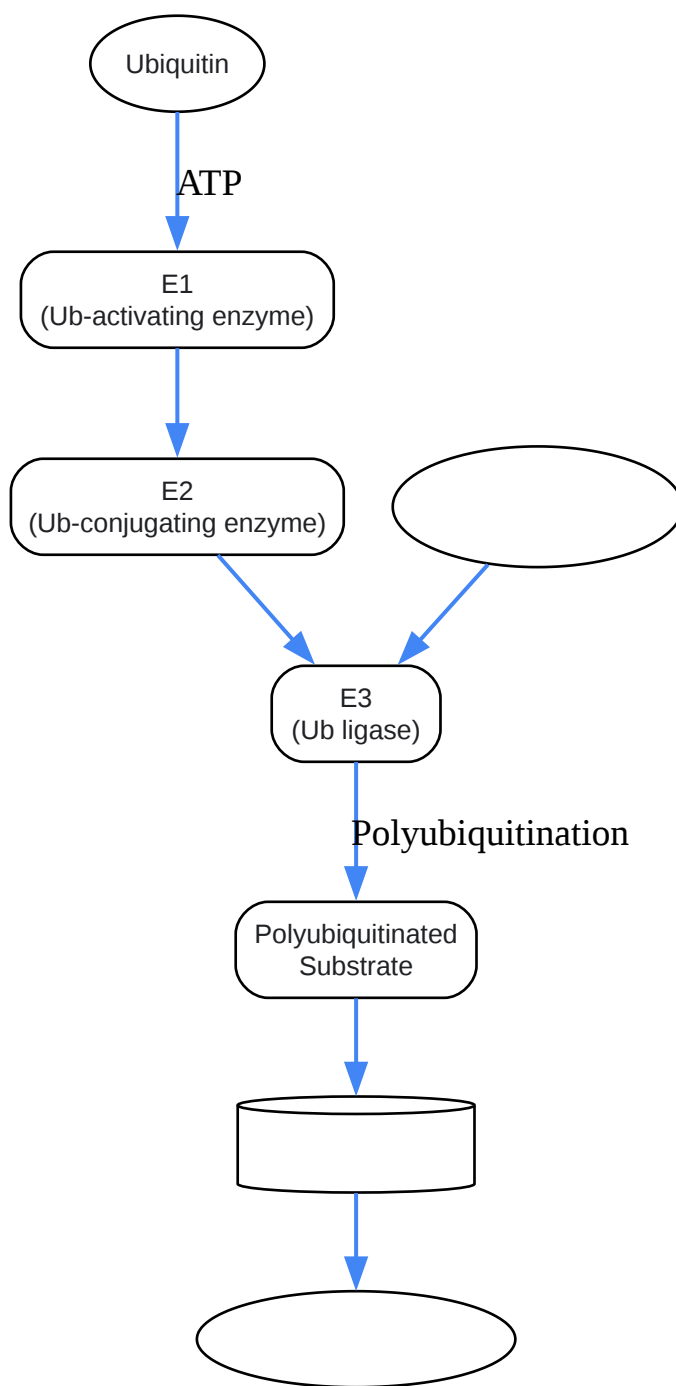 Ubiquitin
ATP
E1
(Ub-activating enzyme)
E2
(Ub-conjugating enzyme)
E3
(Ub ligase)
Polyubiquitination
Polyubiquitinated
Substrate